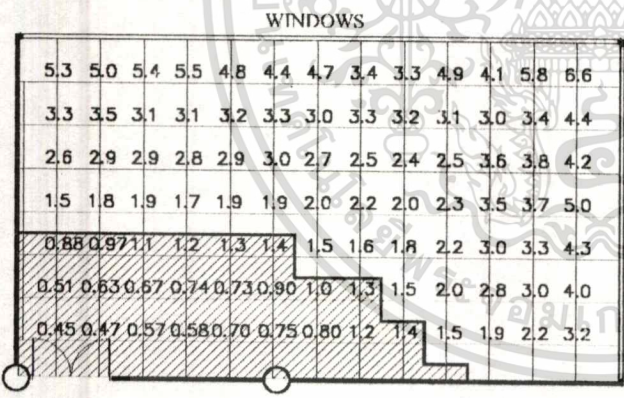 WINDOWS
5.3 5.0 5.4 5.5 4.8 4.4 4.7 3.4 3.3 4.9 4.1 5.8 6.6
3.3 3.5 3.1 3.1 3.2 3.3 3.0 3.3 3.2 3.1 3.0 3.4 4.4
2.6 2.9 2.9 2.8 2.9 3.0 2.7 2.5 2.4 2.5 3.6 3.8 4.2
1.5 1.8 1.9 1.7 1.9 1.9 2.0 2.2 2.0 2.3 3.5 3.7 5.0
0.88 0.97 1.1 1.2 1.3 1.4 1.5 1.6 1.8 2.2 3.0 3.3 4.3
0.51 0.63 0.67 0.74 0.73 0.90 1.0 1.3 1.5 2.0 2.8 3.0 4.0
0.45 0.47 0.57 0.58 0.70 0.75 0.80 1.2 1.4 1.5 1.9 2.2 3.2